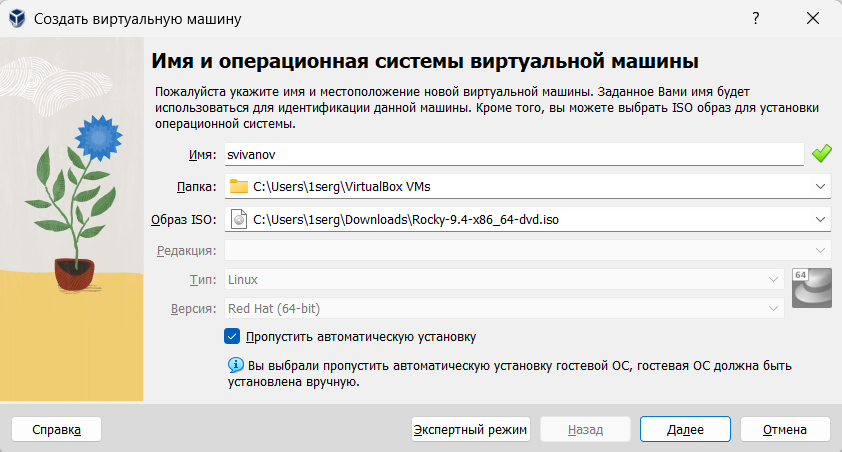 Создать виртуальную машину
?
Имя и операционная системы виртуальной машины
Пожалуйста укажите имя и местоположение новой виртуальной машины. Заданное Вами имя будет
использоваться для идентификации данной машины. Кроме того, вы можете выбрать ISO образ для установки
операционной системы.
Имя: svivanov
Папка: C:\Users\1serg\VirtualBox VMs
Образ ISO: C:\Users\1serg\Downloads\Rocky-9.4-x86_64-dvd.iso
Редакция:
Тип: Linux
64
Версия: Red Hat (64-bit)
Пропустить автоматическую установку
Вы выбрали пропустить автоматическую установку гостевой ОС, гостевая ОС должна быть
установлена вручную.
Справка Экспертный режим Назад Далее Отмена